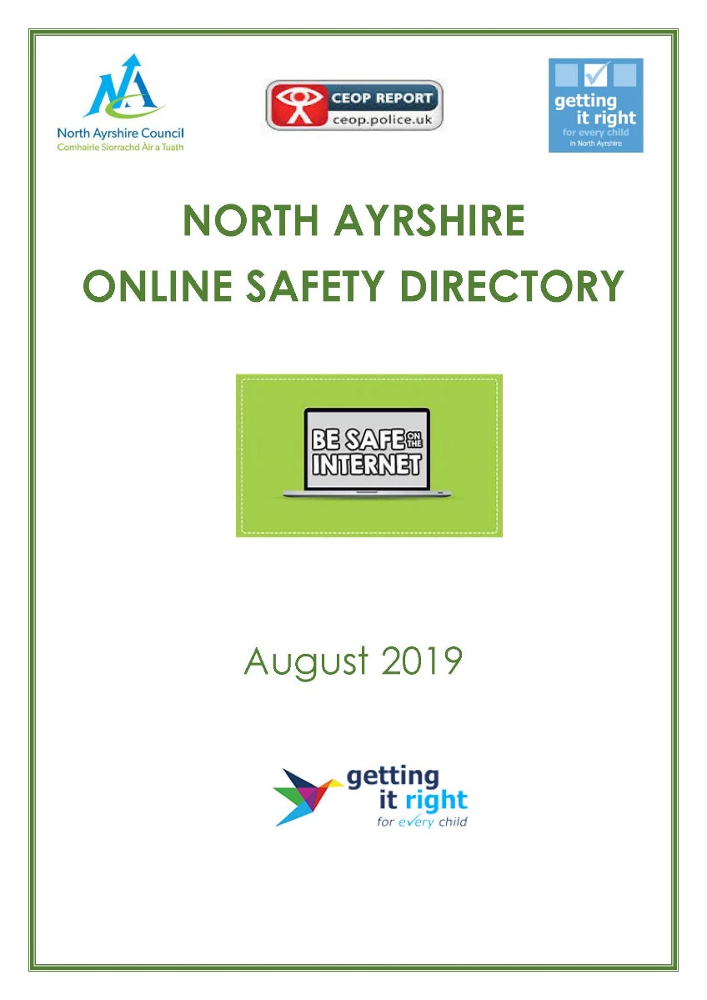 North Ayrshire Council
Comhairle Siorrachd Àir a Tuath
CEOP REPORT
ceop.police.uk
getting
it right
for every child
in North Ayrshire
NORTH AYRSHIRE
ONLINE SAFETY DIRECTORY
BE SAFE ON THE
INTERNET
August 2019
getting
it right
for every child